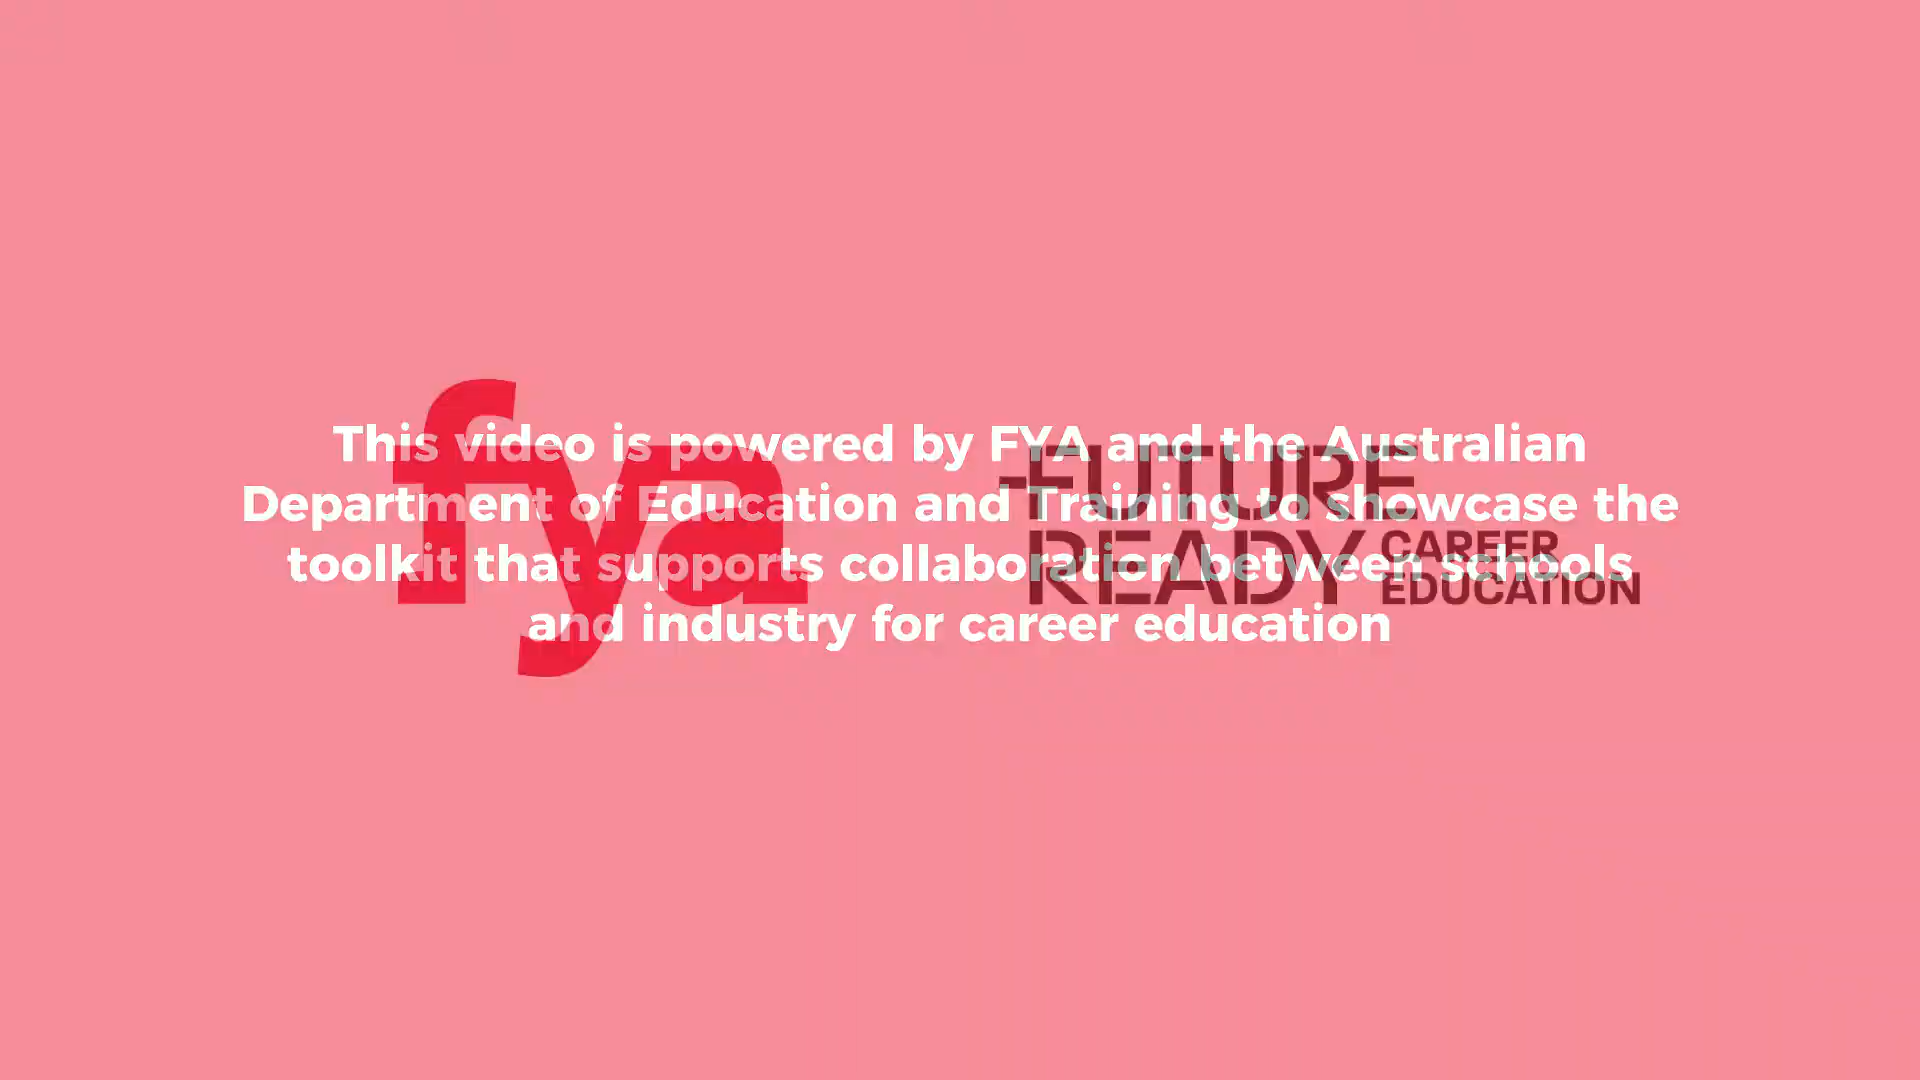 This video is powered by FYA and the Australian
Department of Education and Training to showcase the
toolkit that supports collaboration between schools
and industry for career education
fya
-FUTURE
READY CAREER
EDUCATION